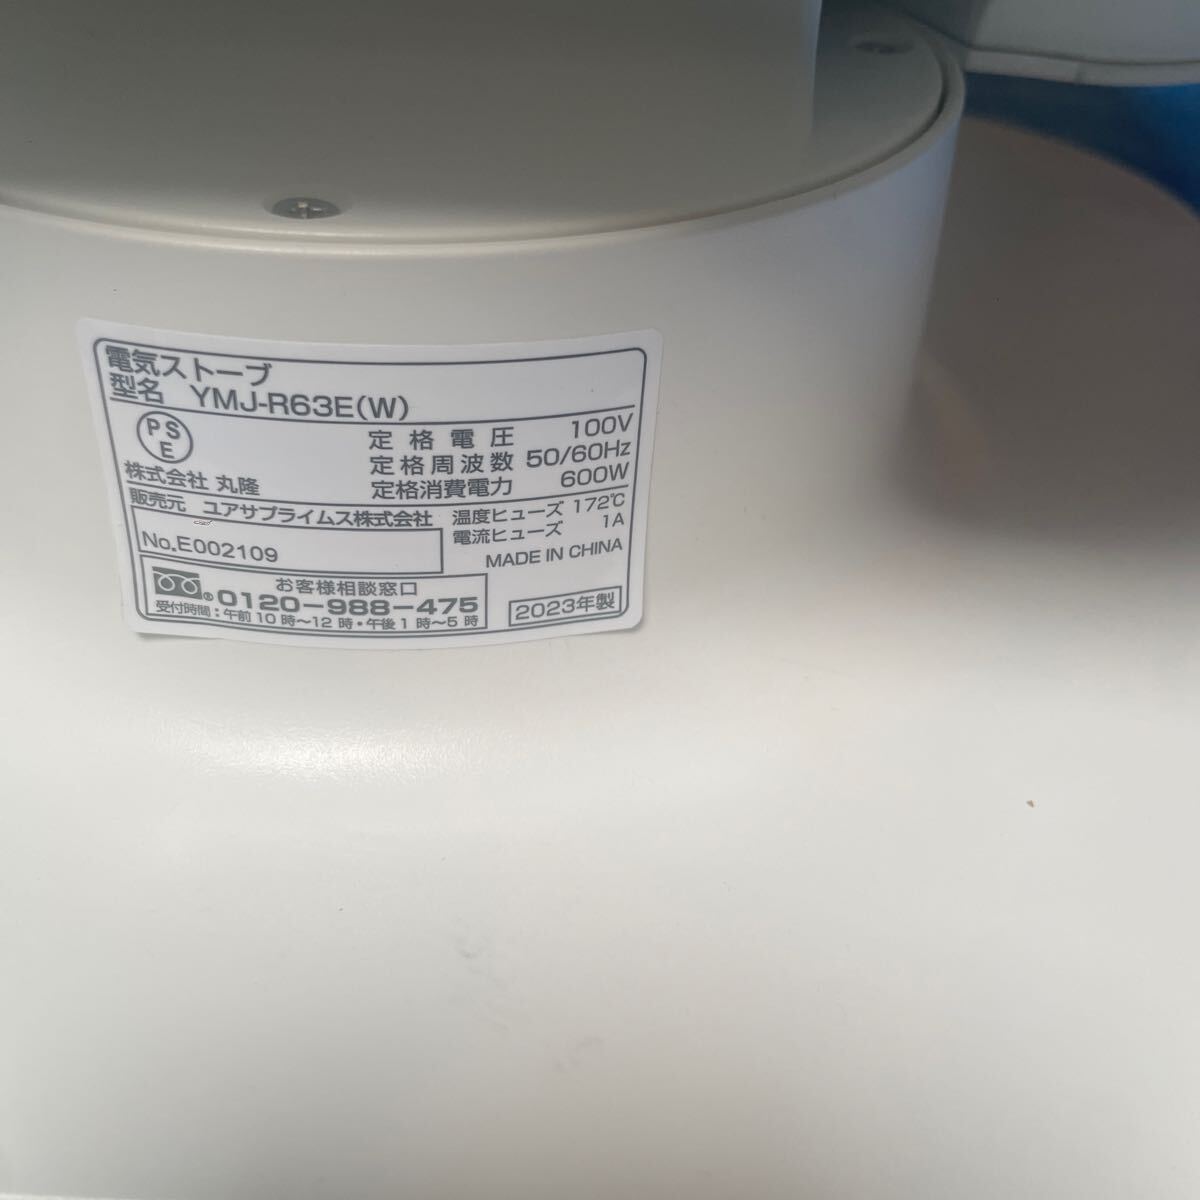 電気ストーブ
型名 YMJ-R63E(W)
PSE
株式会社 丸隆
定格電圧 100V
定格周波数 50/60Hz
定格消費電力 600W
販売元 ユアサプライムス株式会社
温度ヒューズ 172℃
電流ヒューズ 1A
No.E002109
MADE IN CHINA
お客様相談窓口
0120-988-475
受付時間:午前10時～12時・午後1時～5時
2023年製